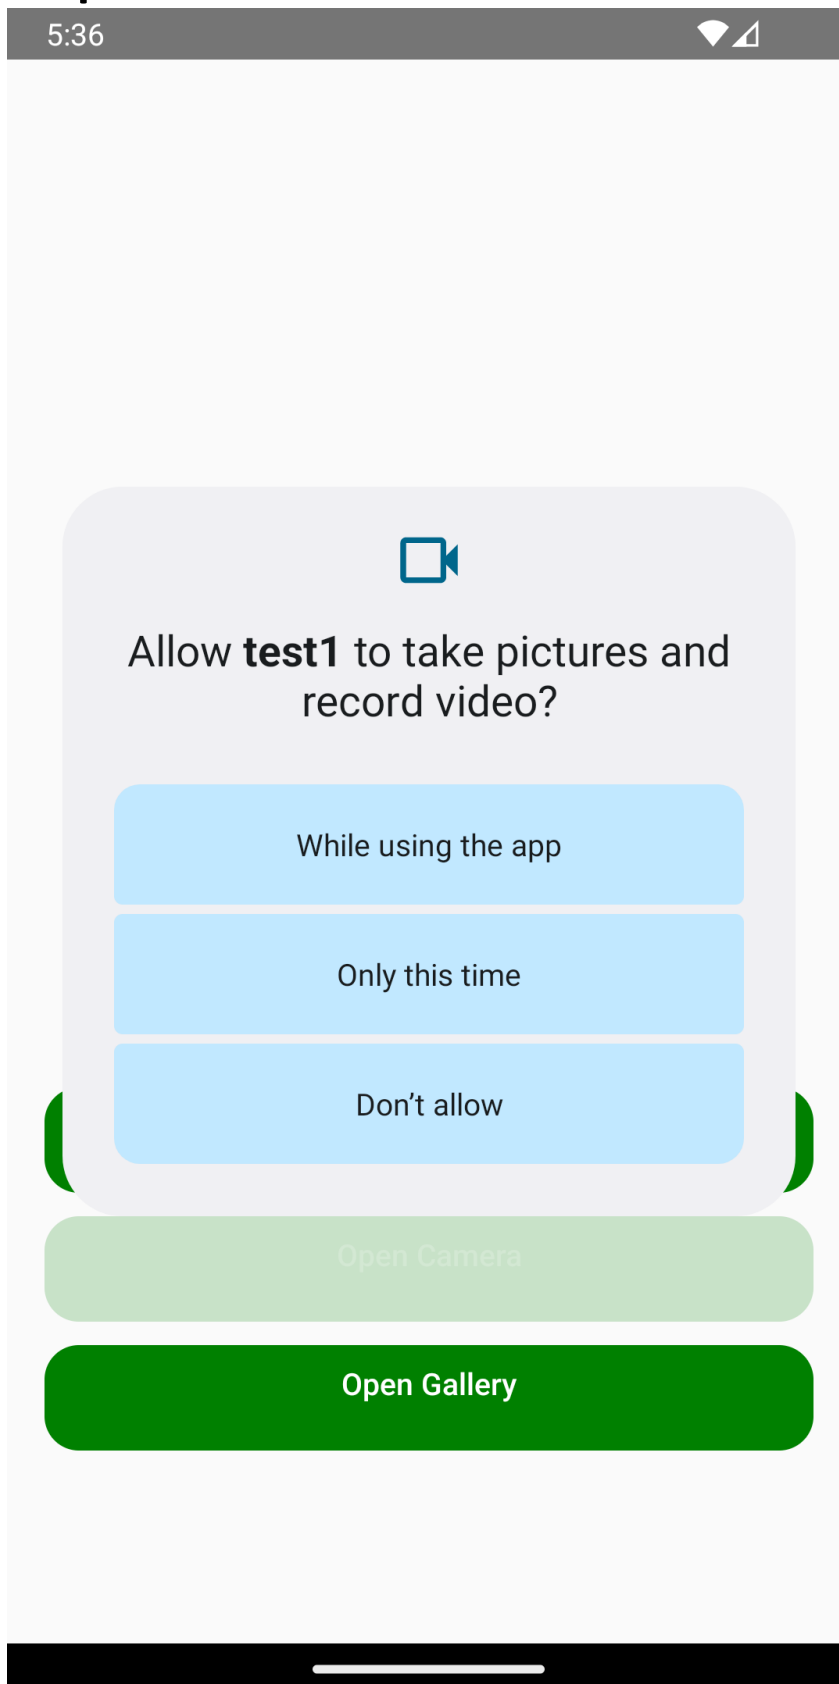 5:36
Allow test1 to take pictures and
record video?
While using the app
Only this time
Don’t allow
Open Camera
Open Gallery